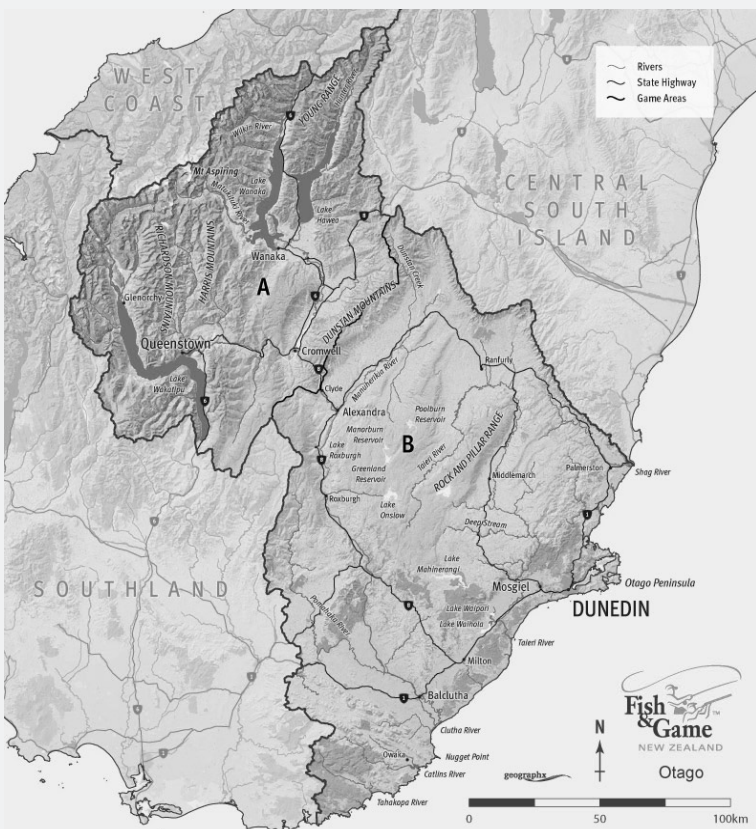 WEST
COAST
Rivers
State Highway
Game Areas
YOUNG RANGE
Hunter River
Wilkin River
Mt Aspiring
Matukituki River
Lake
Wanaka
Lake
Hawea
CENTRAL
SOUTH
ISLAND
Wanaka
RICHARDSON MOUNTAINS
HARRIS MOUNTAINS
A
Dunstan Creek
DUNSTAN MOUNTAINS
Glenorchy
Queenstown
Cromwell
Lake
Wakatipu
Clyde
Manuherikia River
Ranfurly
Alexandra
Poolburn
Reservoir
Manorburn
Reservoir
B
Taieri River
ROCK AND PILLAR RANGE
Lake
Roxburgh
Greenland
Reservoir
Middlemarch
Palmerston
Shag River
Roxburgh
Lake
Onslow
Deep Stream
1
SOUTHLAND
Lake
Mahinerangi
Mosgiel
Otago Peninsula
DUNEDIN
Pomahaka River
8
Lake Waipori
Lake Waihola
Taieri River
Milton
Balclutha
Clutha River
Owaka
Nugget Point
Catlins River
Tahakopa River
Fish
&Game
TM
NEW ZEALAND
N
geographx
Otago
0
50
100km